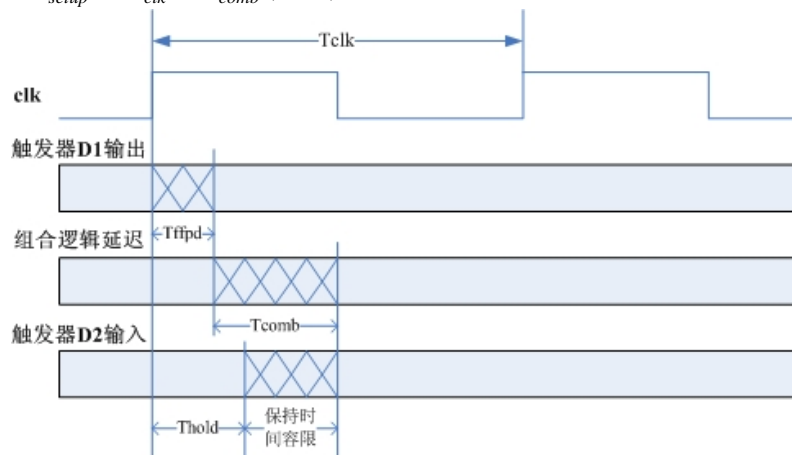 Tclk
clk
触发器D1输出
Tffpd
组合逻辑延迟
Tcomb
触发器D2输入
Thold
保持时
间容限